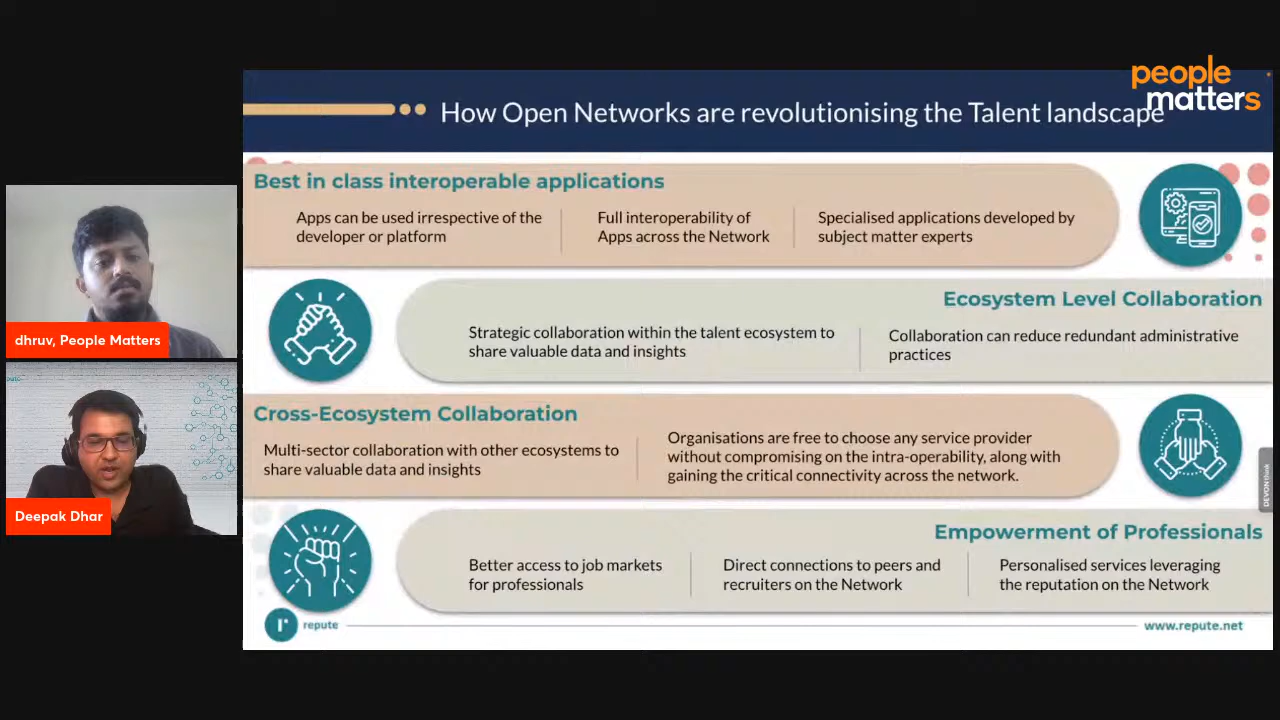 people
matters
How Open Networks are revolutionising the Talent landscape
Best in class interoperable applications
Apps can be used irrespective of the
developer or platform
Full interoperability of
Apps across the Network
Specialised applications developed by
subject matter experts
Ecosystem Level Collaboration
Strategic collaboration within the talent ecosystem to
share valuable data and insights
Collaboration can reduce redundant administrative
practices
Cross-Ecosystem Collaboration
Multi-sector collaboration with other ecosystems to
share valuable data and insights
Organisations are free to choose any service provider
without compromising on the intra-operability, along with
gaining the critical connectivity across the network.
Empowerment of Professionals
Better access to job markets
for professionals
Direct connections to peers and
recruiters on the Network
Personalised services leveraging
the reputation on the Network
r
repute
www.repute.net
dhruv, People Matters
Deepak Dhar
DEVONthink